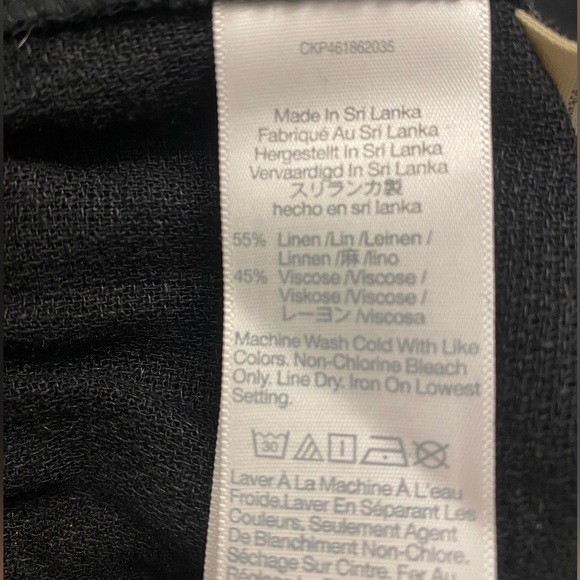 CKP461862035
Made In Sri Lanka
Fabriqué Au Sri Lanka
Hergestellt In Sri Lanka
Vervaardigd In Sri Lanka
スリランカ製
hecho en sri lanka
55% Linen /Lin /Leinen /
Linnen /麻 /lino
45% Viscose /Viscose /
Viskose /Viscose /
レーヨン /Viscosa
Machine Wash Cold With Like
Colors. Non-Chlorine Bleach
Only. Line Dry. Iron On Lowest
Setting.
30
Laver À La Machine À L'eau
Froide.Laver En Séparant Les
Couleurs. Seulement Agent
De Blanchiment Non-Chlore.
Séchage Sur Cintre. Fer Au